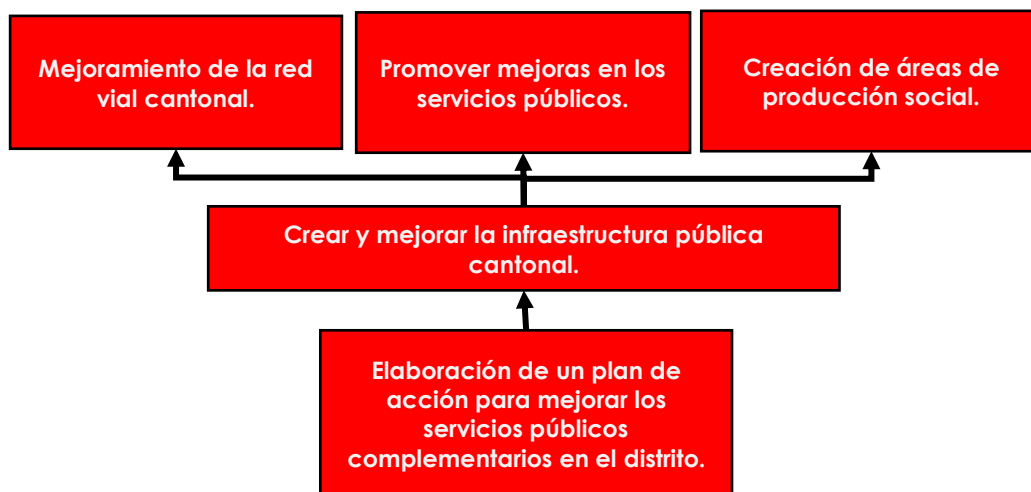 Mejoramiento de la red
vial cantonal.
Promover mejoras en los
servicios públicos.
Creación de áreas de
producción social.
Crear y mejorar la infraestructura pública
cantonal.
Elaboración de un plan de
acción para mejorar los
servicios públicos
complementarios en el distrito.